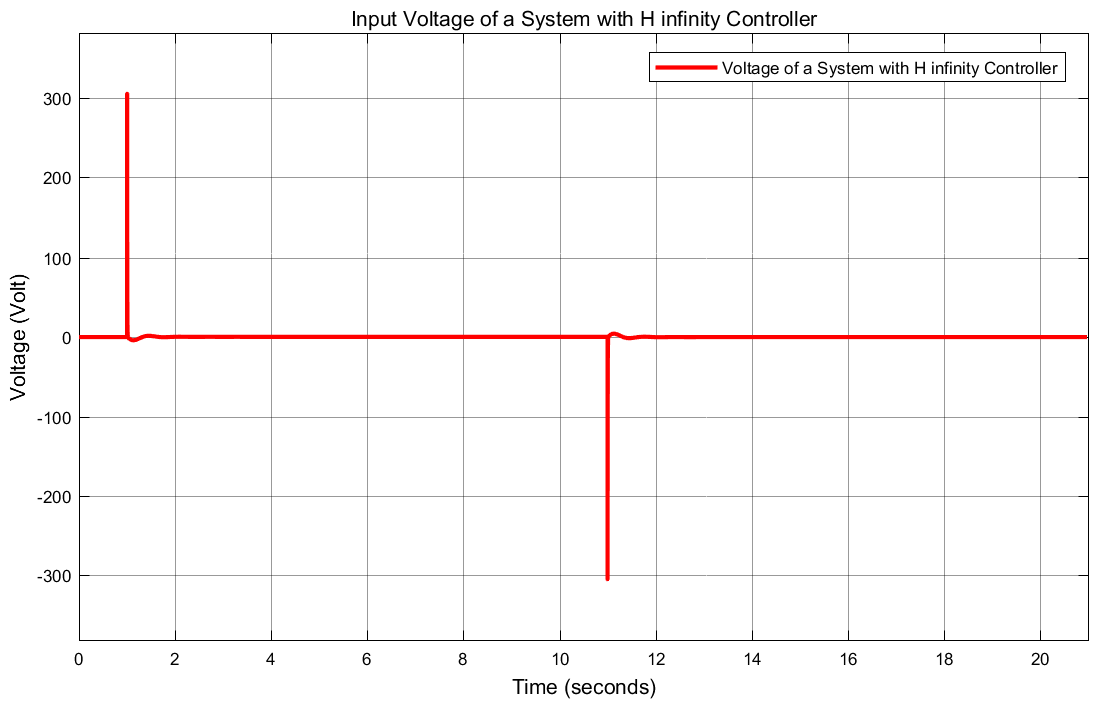 Input Voltage of a System with H infinity Controller
Voltage of a System with H infinity Controller
300
200
100
0
-100
-200
-300
Voltage (Volt)
0 2 4 6 8 10 12 14 16 18 20
Time (seconds)